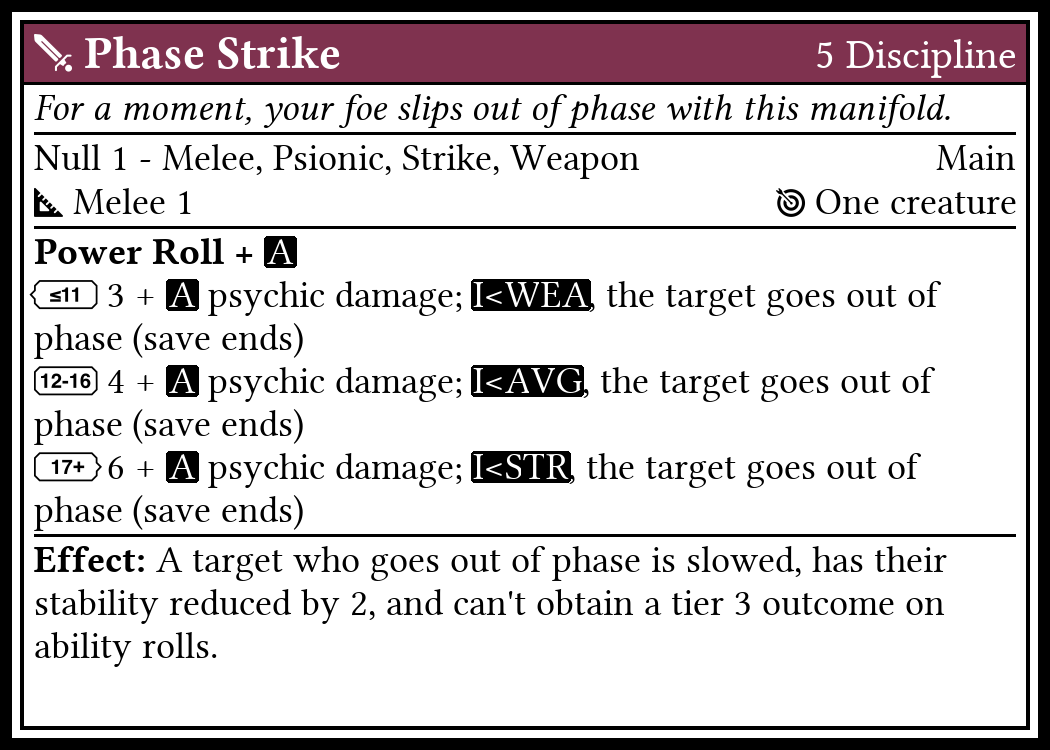 Phase Strike 5 Discipline
For a moment, your foe slips out of phase with this manifold.
Null 1 - Melee, Psionic, Strike, Weapon Main
Melee 1 One creature
Power Roll + A
≤11 3 + A psychic damage; I<WEA, the target goes out of
phase (save ends)
12-16 4 + A psychic damage; I<AVG, the target goes out of
phase (save ends)
17+ 6 + A psychic damage; I<STR, the target goes out of
phase (save ends)
Effect: A target who goes out of phase is slowed, has their
stability reduced by 2, and can't obtain a tier 3 outcome on
ability rolls.